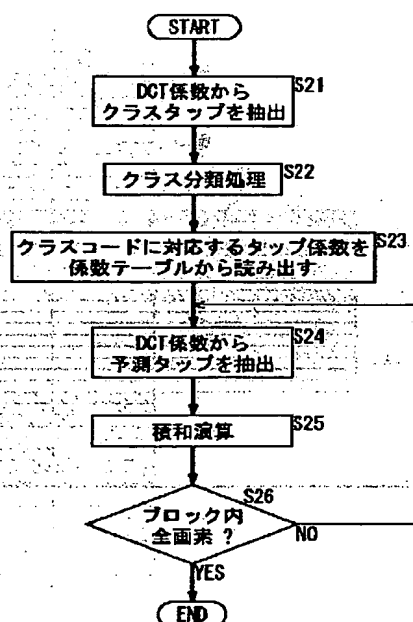 START
DCT係数から
クラスタップを抽出
S21
クラス分類処理
S22
クラスコードに対応するタップ係数を
係数テーブルから読み出す
S23
DCT係数から
予測タップを抽出
S24
積和演算
S25
ブロック内
全画素 ?
S26
NO
YES
END